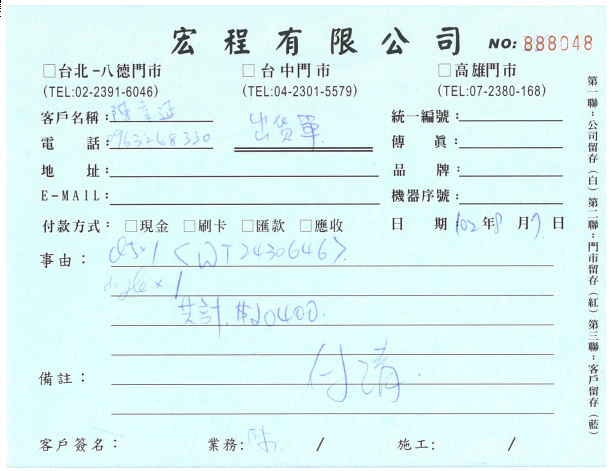 宏程有限公司 NO: 888048
□台北-八德門市 □台中門市 □高雄門市
(TEL:02-2391-6046) (TEL:04-2301-5579) (TEL:07-2380-168)
客戶名稱: 出貨單 統一編號:
電話: 0963268330 傳真:
地址: 品牌:
E-MAIL: 機器序號:
付款方式: □現金 □刷卡 □匯款 □應收 日期: 102年8月7日
事由: x1 <WT2430646>
dongle x 1
共計 $20400.
付清.
備註:
客戶簽名: 業務: 陳 / 施工: /
第一聯:公司留存(白) 第二聯:門市留存(紅) 第三聯:客戶留存(藍)